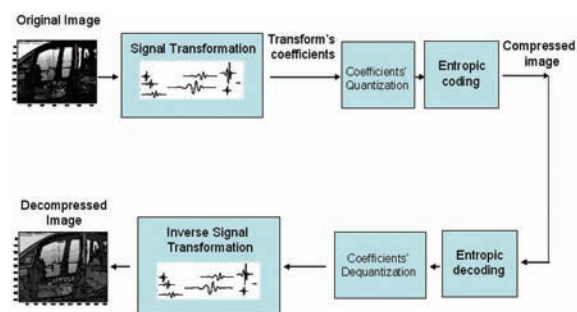 Original Image
Signal Transformation
Transform's
coefficients
Coefficients'
Quantization
Entropic
coding
Compressed
image
Decompressed
Image
Inverse Signal
Transformation
Coefficients'
Dequantization
Entropic
decoding